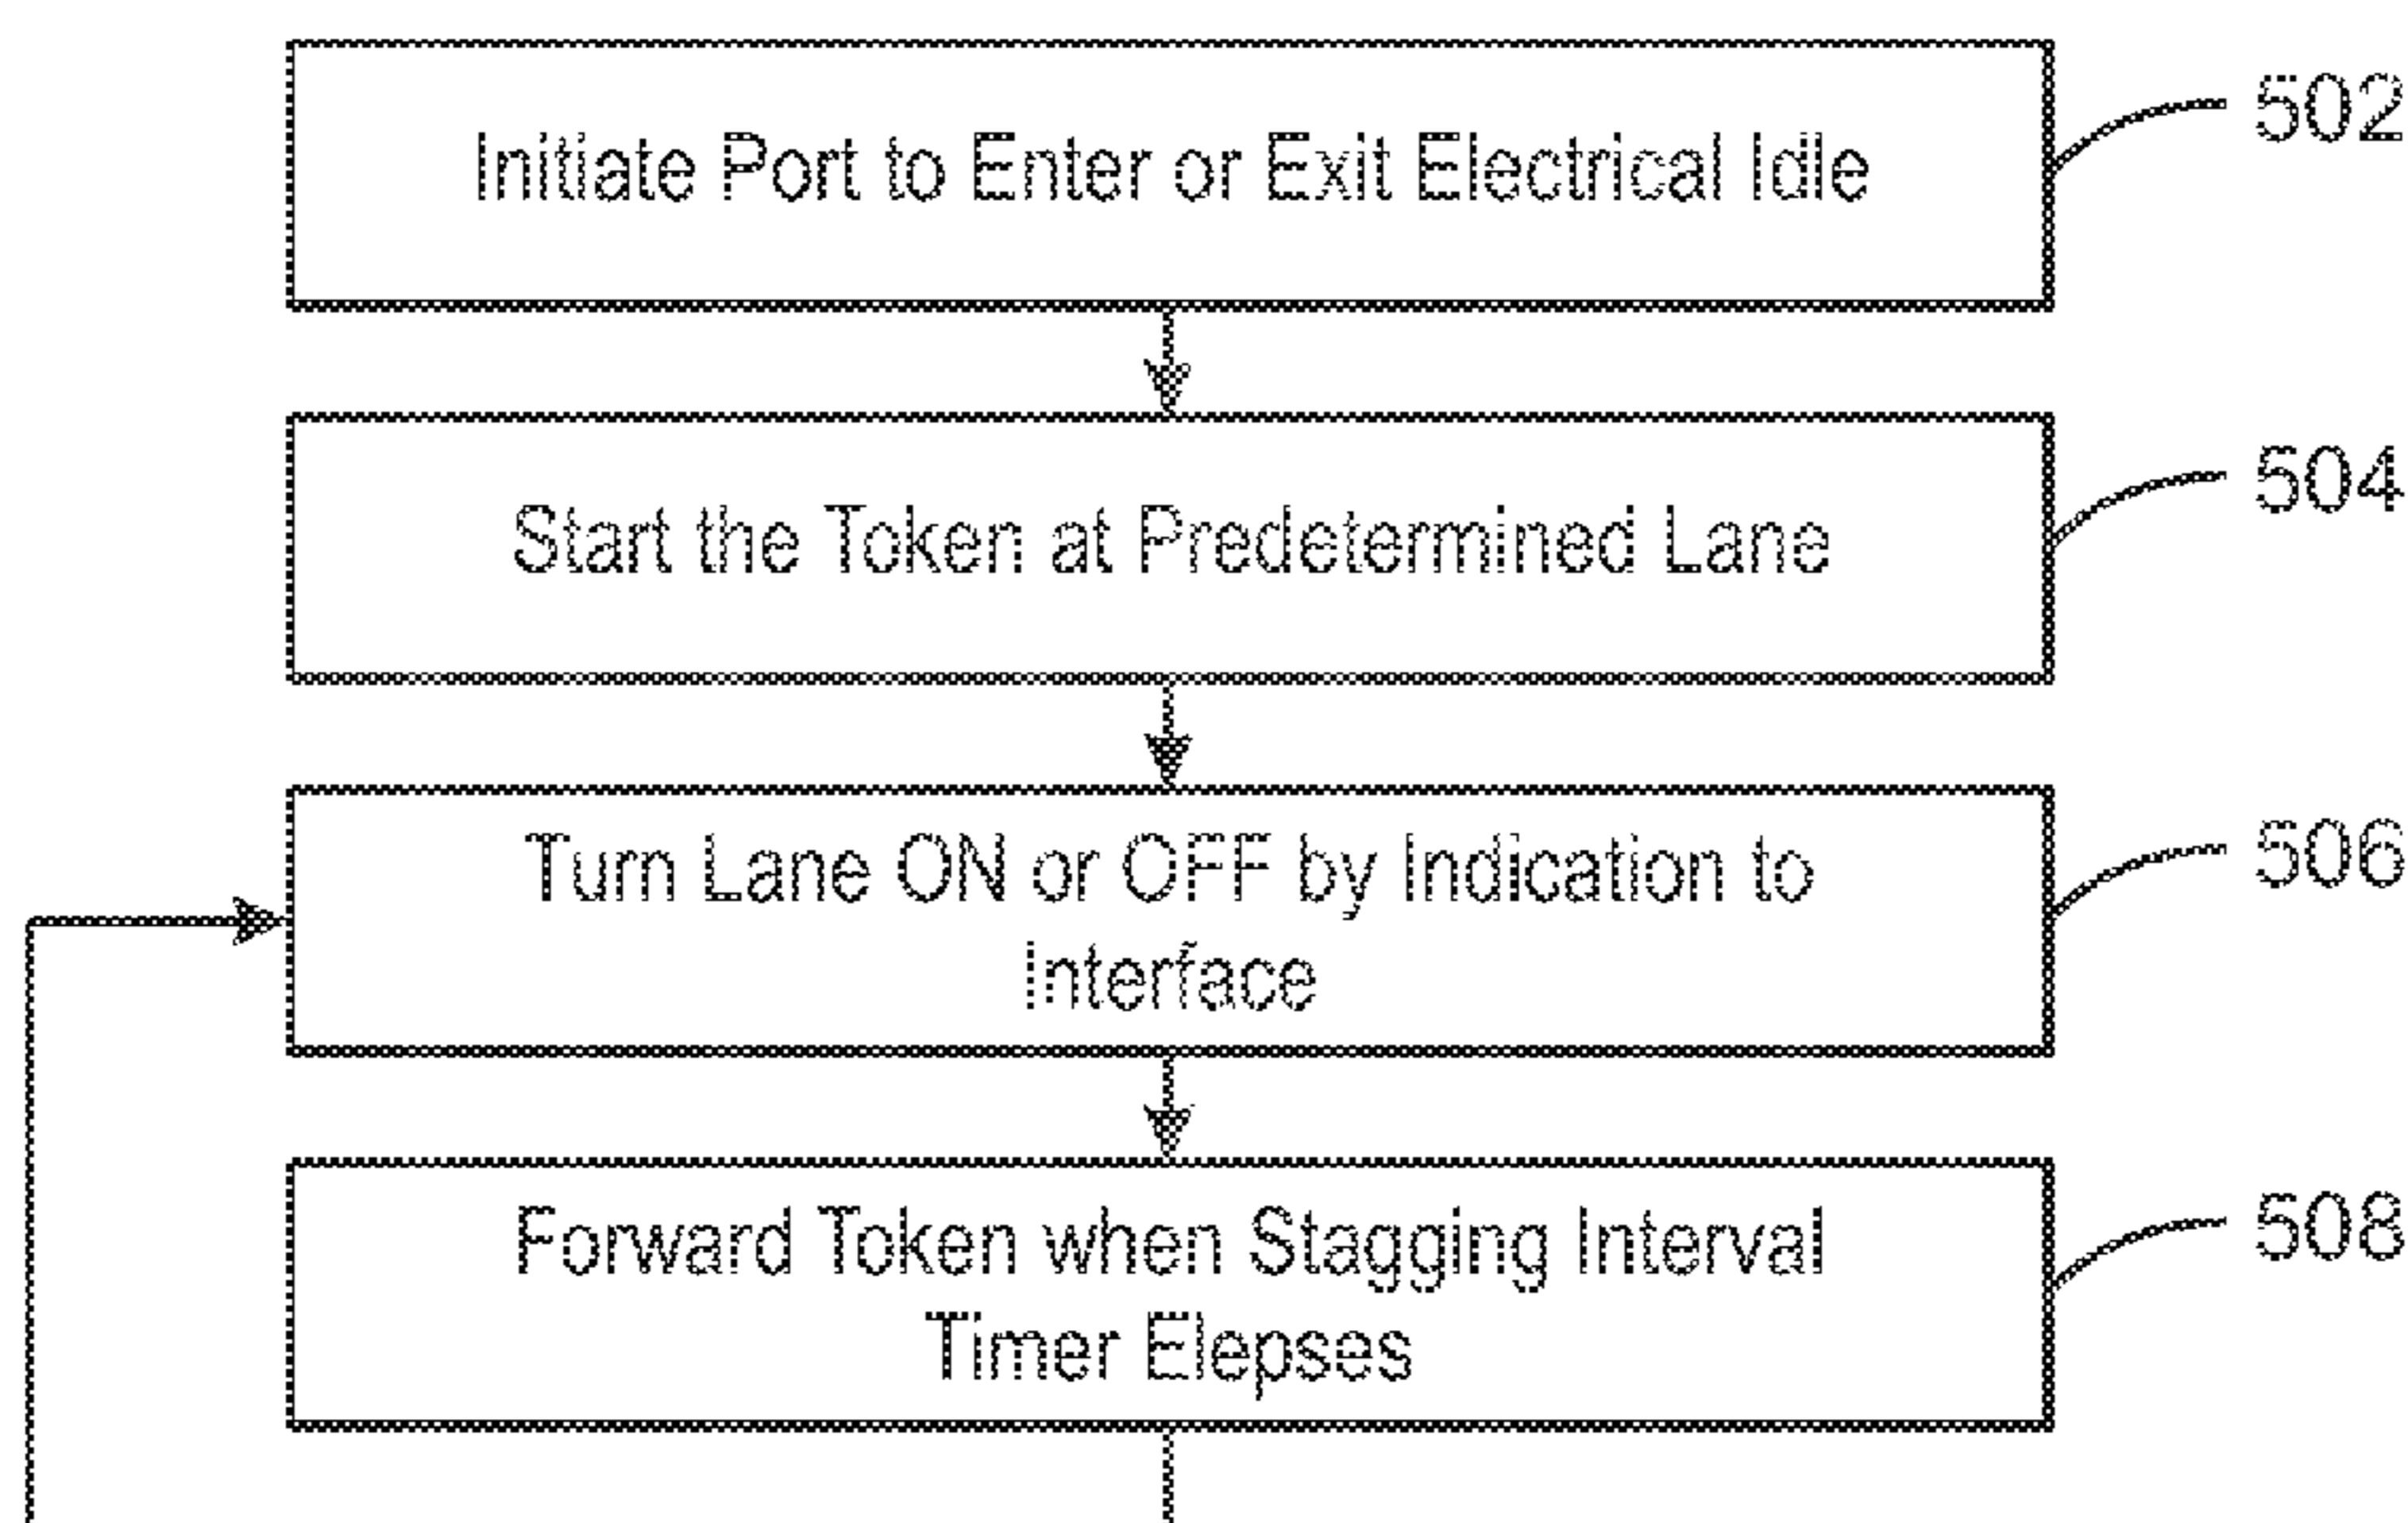 Initiate Port to Enter or Exit Electrical Idle
502
Start the Token at Predetermined Lane
504
Turn Lane ON or OFF by Indication to
Interface
506
Forward Token when Stagging Interval
Timer Elepses
508